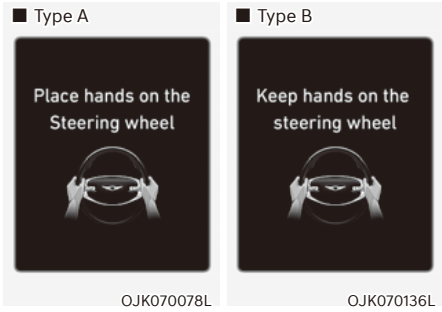 ■ Type A
Place hands on the
Steering wheel
OJK070078L
■ Type B
Keep hands on the
steering wheel
OJK070136L